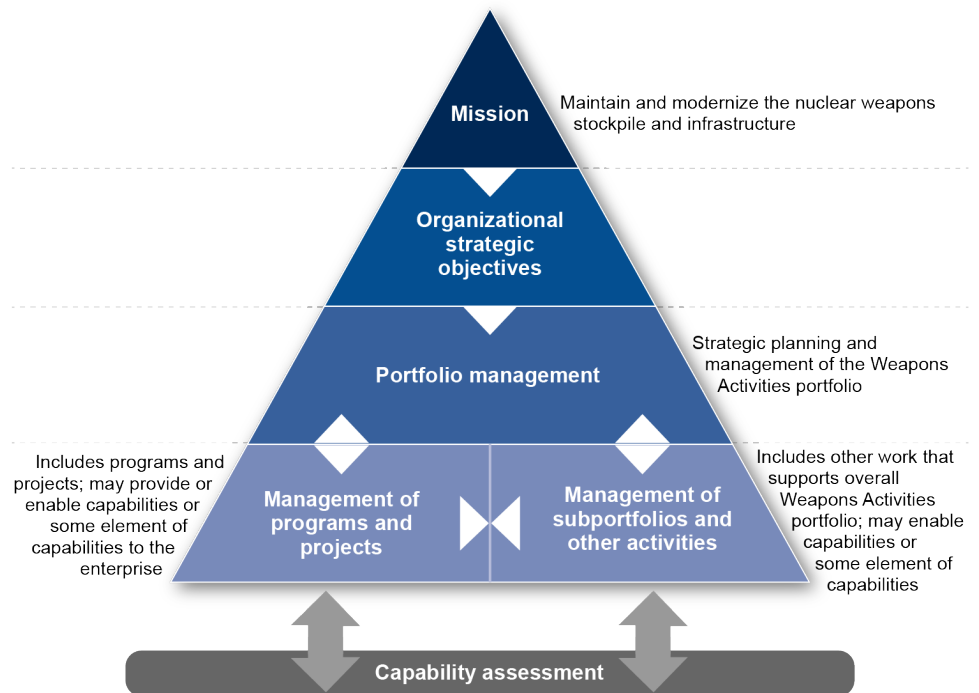 Mission
Maintain and modernize the nuclear weapons
stockpile and infrastructure
Organizational
strategic
objectives
Portfolio management
Strategic planning and
management of the Weapons
Activities portfolio
Includes programs and
projects; may provide or
enable capabilities or
some element of
capabilities to the
enterprise
Management of
programs and
projects
Management of
subportfolios and
other activities
Includes other work that
supports overall
Weapons Activities
portfolio; may enable
capabilities or
some element of
capabilities
Capability assessment